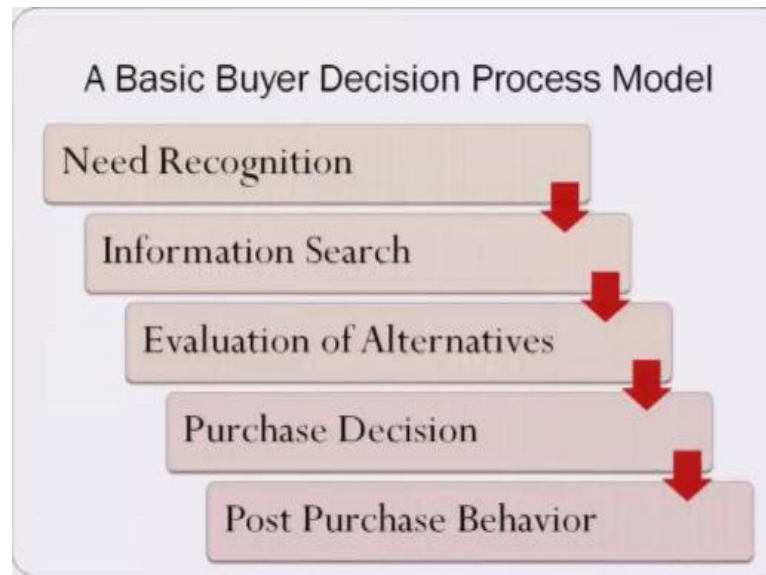 A Basic Buyer Decision Process Model
Need Recognition
Information Search
Evaluation of Alternatives
Purchase Decision
Post Purchase Behavior